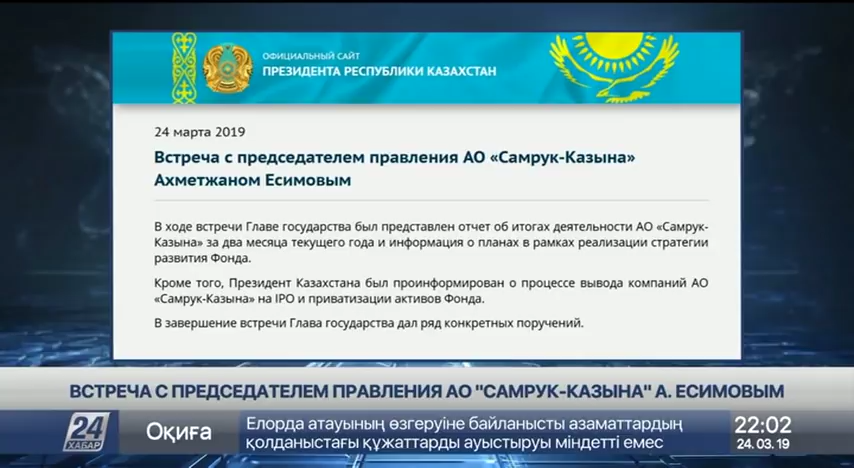 ОФИЦИАЛЬНЫЙ САЙТ
ПРЕЗИДЕНТА РЕСПУБЛИКИ КАЗАХСТАН
24 марта 2019
Встреча с председателем правления АО «Самрук-Казына»
Ахметжаном Есимовым
В ходе встречи Главе государства был представлен отчет об итогах деятельности АО «Самрук-
Казына» за два месяца текущего года и информация о планах в рамках реализации стратегии
развития Фонда.
Кроме того, Президент Казахстана был проинформирован о процессе вывода компаний АО
«Самрук-Казына» на IPO и приватизации активов Фонда.
В завершение встречи Глава государства дал ряд конкретных поручений.
ВСТРЕЧА С ПРЕДСЕДАТЕЛЕМ ПРАВЛЕНИЯ АО "САМРУК-КАЗЫНА" А. ЕСИМОВЫМ
24
ХАБАР
Оқиға
Елорда атауының өзгеруіне байланысты азаматтардың
қолданыстағы құжаттарды ауыстыруы міндетті емес
22:02
24.03.19